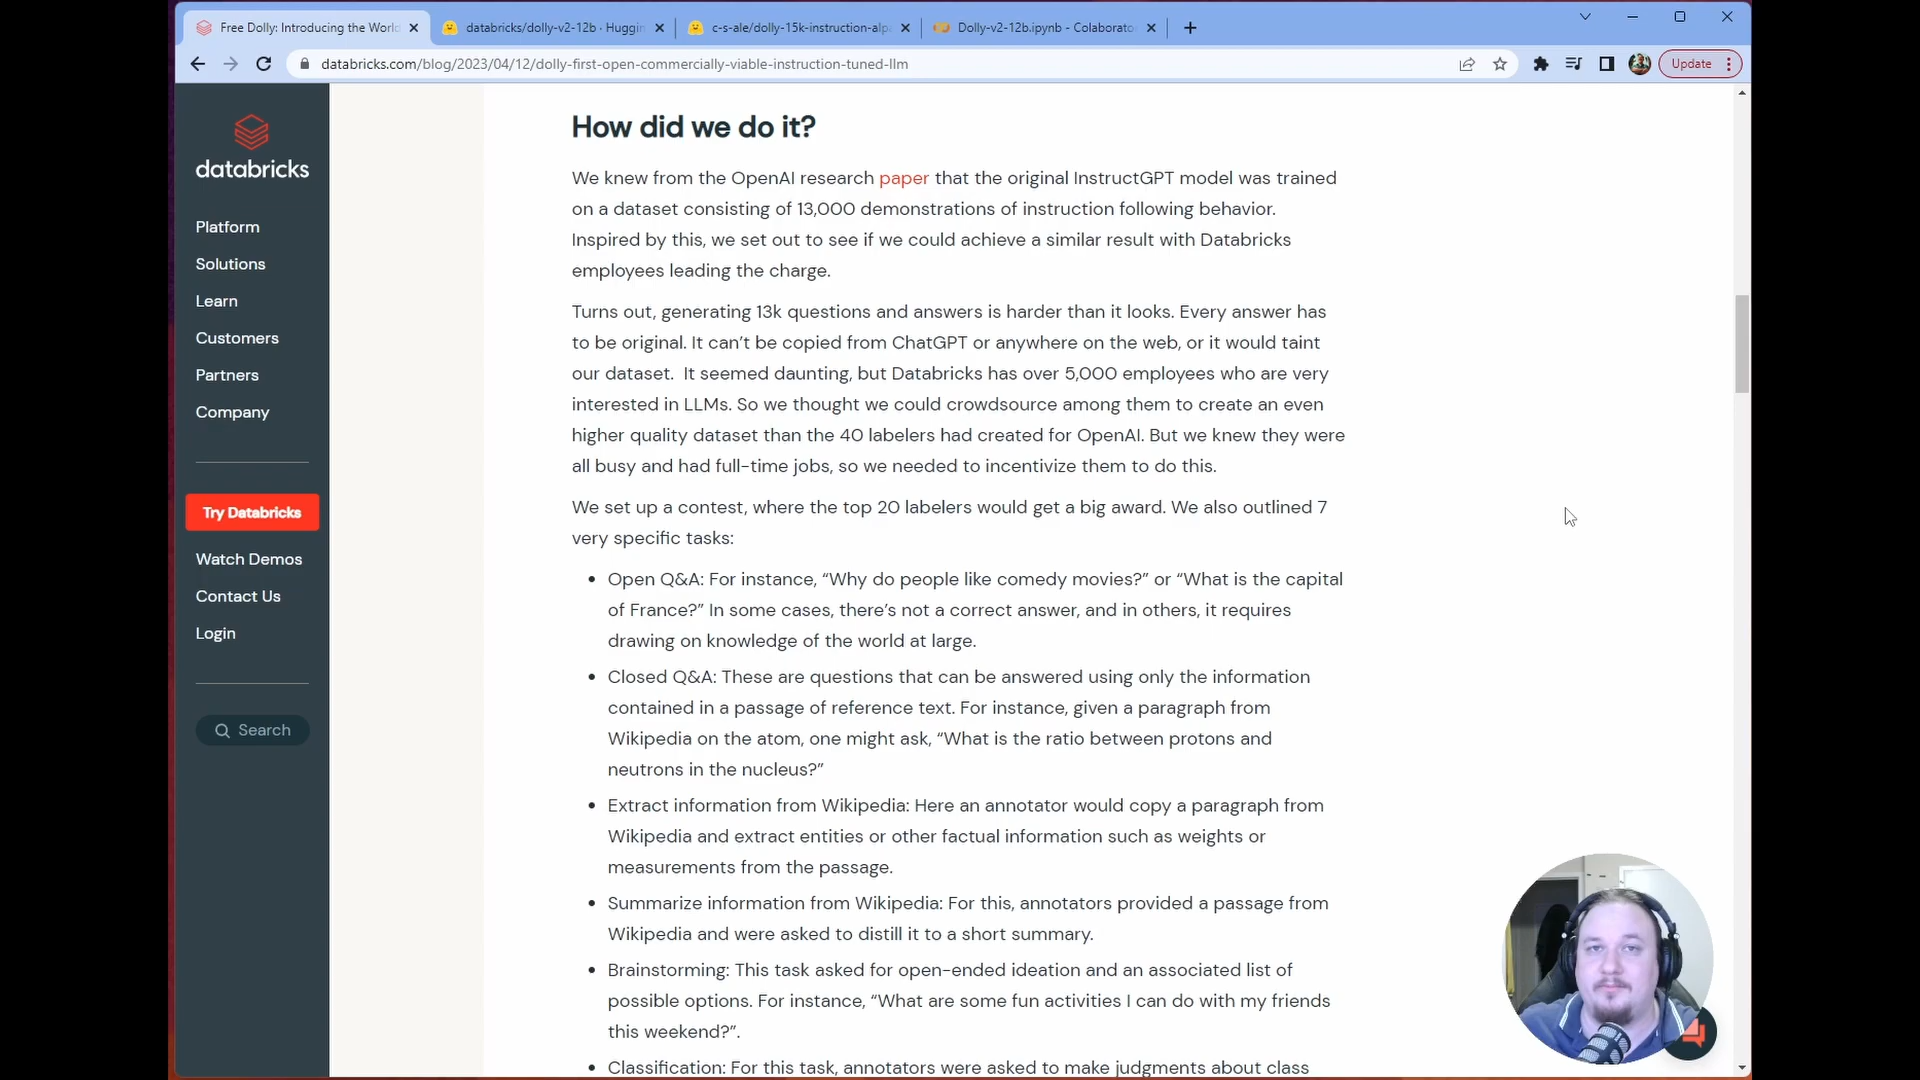 Free Dolly: Introducing the World
databricks/dolly-v2-12b · Huggin
c-s-ale/dolly-15k-instruction-alpa
Dolly-v2-12b.ipynb - Colaborato
databricks.com/blog/2023/04/12/dolly-first-open-commercially-viable-instruction-tuned-llm
Update
databricks
Platform
Solutions
Learn
Customers
Partners
Company
Try Databricks
Watch Demos
Contact Us
Login
Search
How did we do it?
We knew from the OpenAI research paper that the original InstructGPT model was trained
on a dataset consisting of 13,000 demonstrations of instruction following behavior.
Inspired by this, we set out to see if we could achieve a similar result with Databricks
employees leading the charge.
Turns out, generating 13k questions and answers is harder than it looks. Every answer has
to be original. It can’t be copied from ChatGPT or anywhere on the web, or it would taint
our dataset.  It seemed daunting, but Databricks has over 5,000 employees who are very
interested in LLMs. So we thought we could crowdsource among them to create an even
higher quality dataset than the 40 labelers had created for OpenAI. But we knew they were
all busy and had full-time jobs, so we needed to incentivize them to do this.
We set up a contest, where the top 20 labelers would get a big award. We also outlined 7
very specific tasks:
• Open Q&A: For instance, “Why do people like comedy movies?” or “What is the capital
of France?” In some cases, there’s not a correct answer, and in others, it requires
drawing on knowledge of the world at large.
• Closed Q&A: These are questions that can be answered using only the information
contained in a passage of reference text. For instance, given a paragraph from
Wikipedia on the atom, one might ask, “What is the ratio between protons and
neutrons in the nucleus?”
• Extract information from Wikipedia: Here an annotator would copy a paragraph from
Wikipedia and extract entities or other factual information such as weights or
measurements from the passage.
• Summarize information from Wikipedia: For this, annotators provided a passage from
Wikipedia and were asked to distill it to a short summary.
• Brainstorming: This task asked for open-ended ideation and an associated list of
possible options. For instance, “What are some fun activities I can do with my friends
this weekend?”.
• Classification: For this task, annotators were asked to make judgments about class